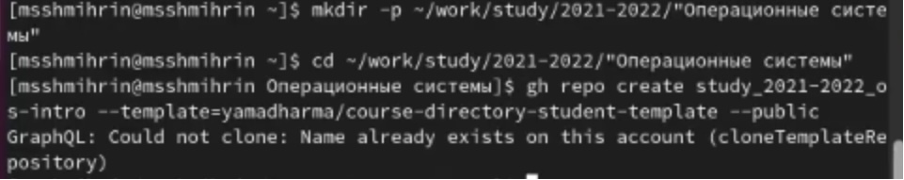 [msshmihrin@msshmihrin ~]$ mkdir -p ~/work/study/2021-2022/"Операционные систе
мы"
[msshmihrin@msshmihrin ~]$ cd ~/work/study/2021-2022/"Операционные системы"
[msshmihrin@msshmihrin Операционные системы]$ gh repo create study_2021-2022_o
s-intro --template=yamadharma/course-directory-student-template --public
GraphQL: Could not clone: Name already exists on this account (cloneTemplateRe
pository)